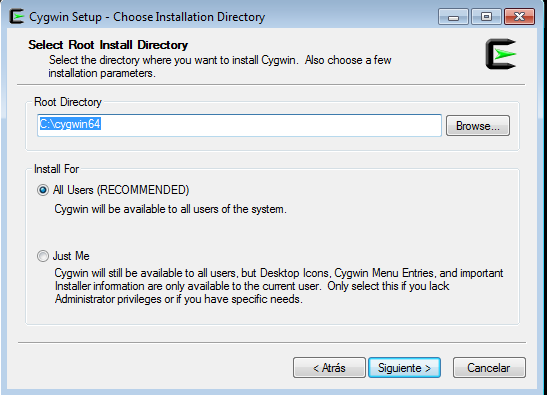 Cygwin Setup - Choose Installation Directory
Select Root Install Directory
Select the directory where you want to install Cygwin. Also choose a few
installation parameters.
Root Directory
C:\cygwin64
Browse...
Install For
All Users (RECOMMENDED)
Cygwin will be available to all users of the system.
Just Me
Cygwin will still be available to all users, but Desktop Icons, Cygwin Menu Entries, and important
Installer information are only available to the current user. Only select this if you lack
Administrator privileges or if you have specific needs.
< Atrás
Siguiente >
Cancelar